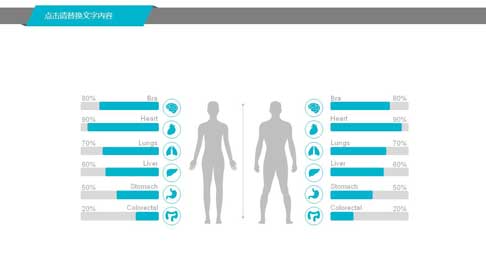 点击请替换文字内容
80% Bra
Bra 80%
90% Heart
Heart 90%
70% Lungs
Lungs 70%
60% Liver
Liver 60%
50% Stomach
Stomach 50%
20% Colorectal
Colorectal 20%